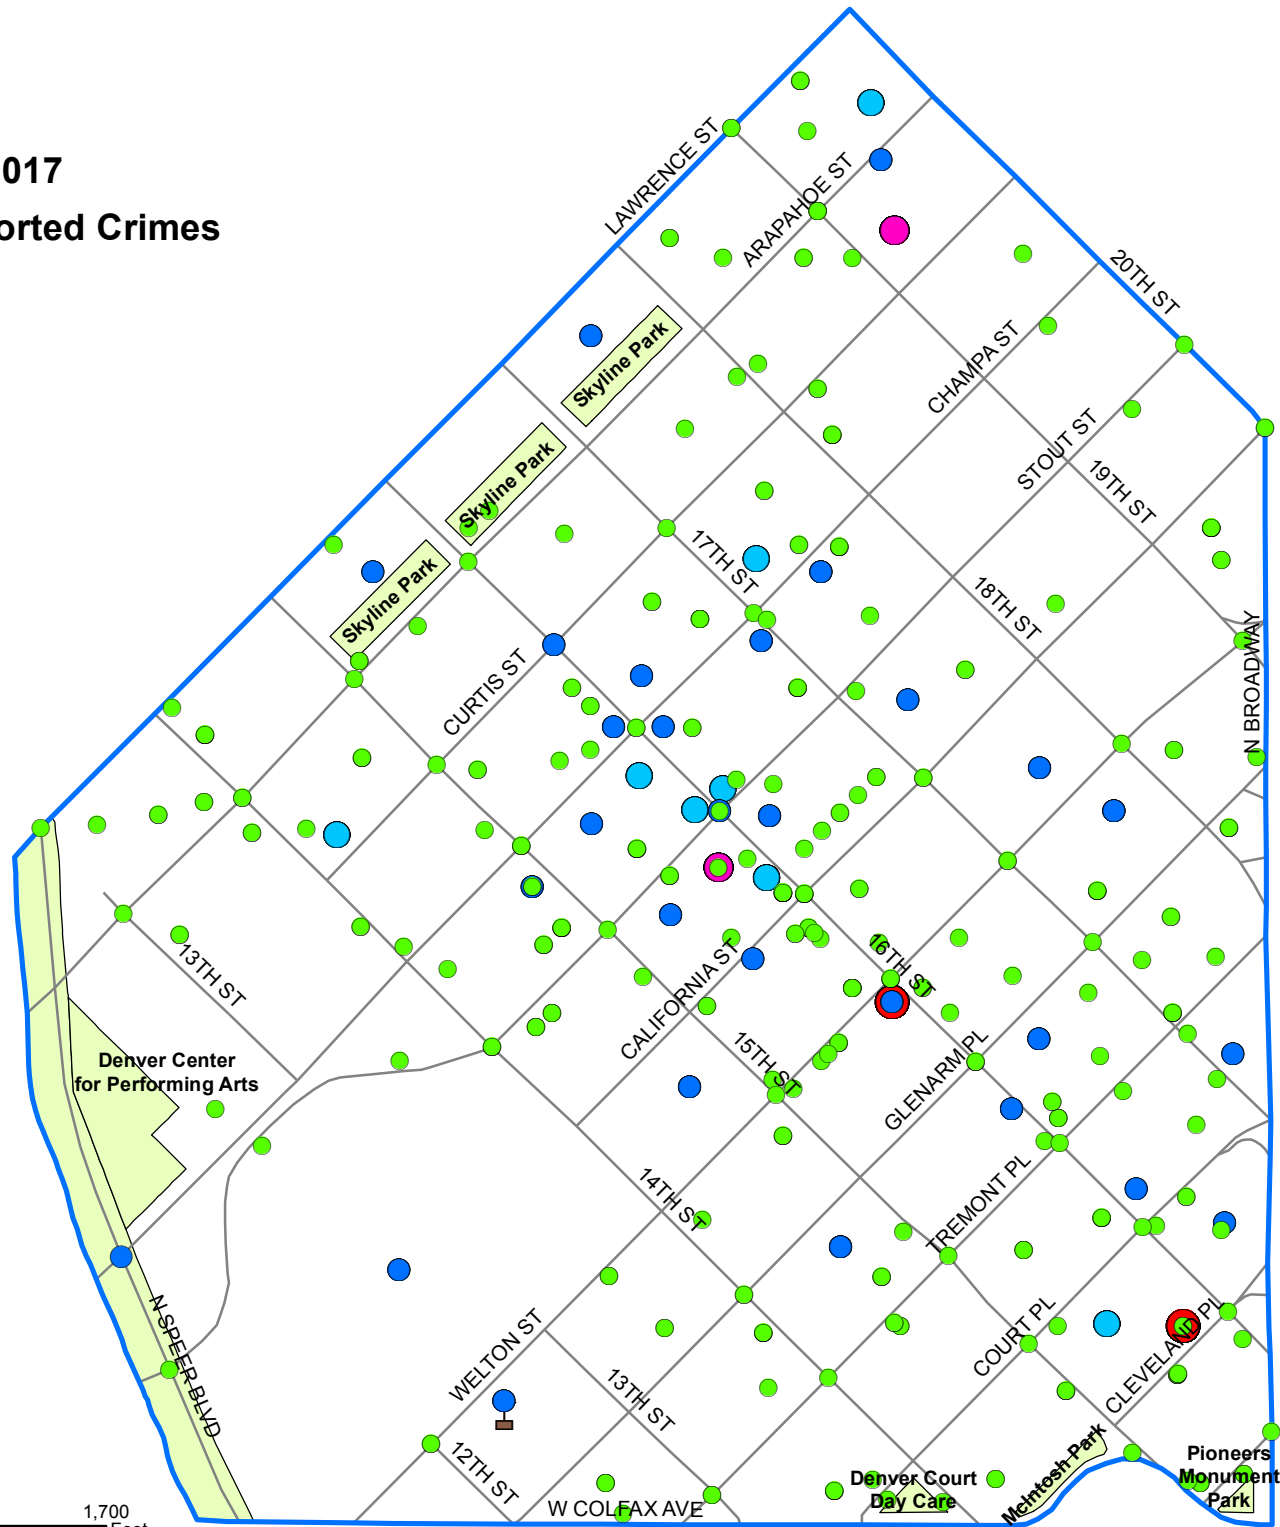 017
orted Crimes
LAWRENCE ST
ARAPAHOE ST
20TH ST
Skyline Park
CHAMPA ST
STOUT ST
19TH ST
Skyline Park
17TH ST
Skyline Park
18TH ST
CURTIS ST
N BROADWAY
13TH ST
16TH ST
CALIFORNIA ST
15TH ST
GLENARM PL
Denver Center
for Performing Arts
14TH ST
TREMONT PL
N SPEER BLVD
WELTON ST
COURT PL
CLEVELAND PL
13TH ST
12TH ST
McIntosh Park
Pioneers
Monument
Park
Denver Court
Day Care
W COLFAX AVE
1,700
Feet